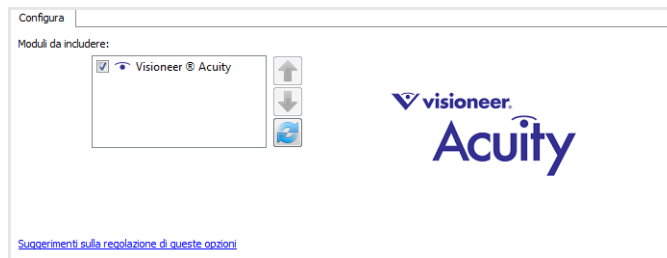 Configura
Moduli da includere:
Visioneer ® Acuity
visioneer.
Acuity
Suggerimenti sulla regolazione di queste opzioni